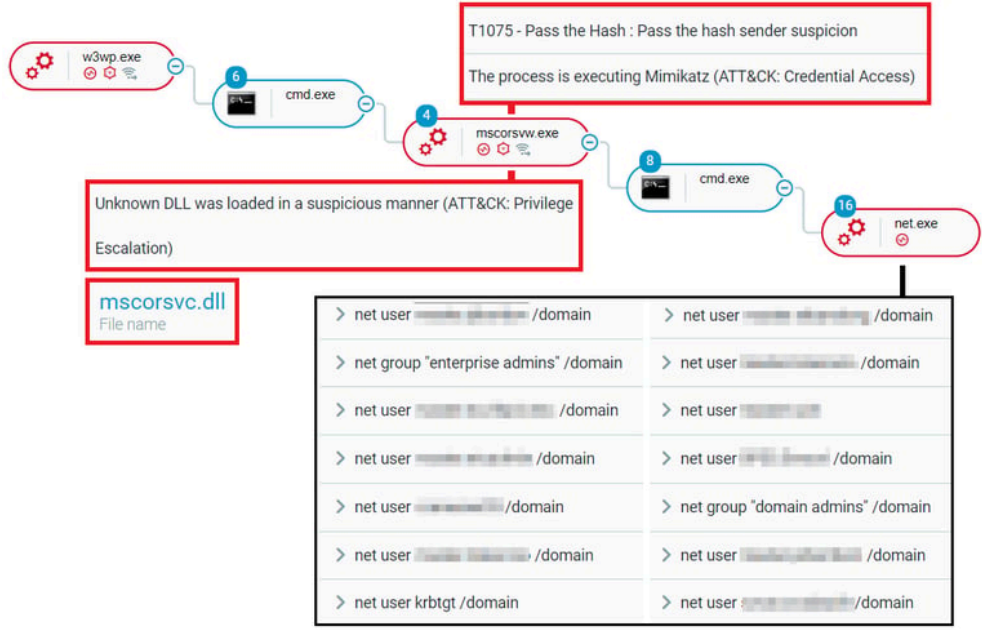 T1075 - Pass the Hash : Pass the hash sender suspicion
The process is executing Mimikatz (ATT&CK: Credential Access)
w3wp.exe
6
cmd.exe
4
mscorsvw.exe
8
cmd.exe
16
net.exe
Unknown DLL was loaded in a suspicious manner (ATT&CK: Privilege
Escalation)
mscorsvc.dll
File name
> net user /domain
> net group "enterprise admins" /domain
> net user /domain
> net user /domain
> net user /domain
> net user /domain
> net user krbtgt /domain
> net user /domain
> net user /domain
> net user
> net user /domain
> net group "domain admins" /domain
> net user /domain
> net user /domain